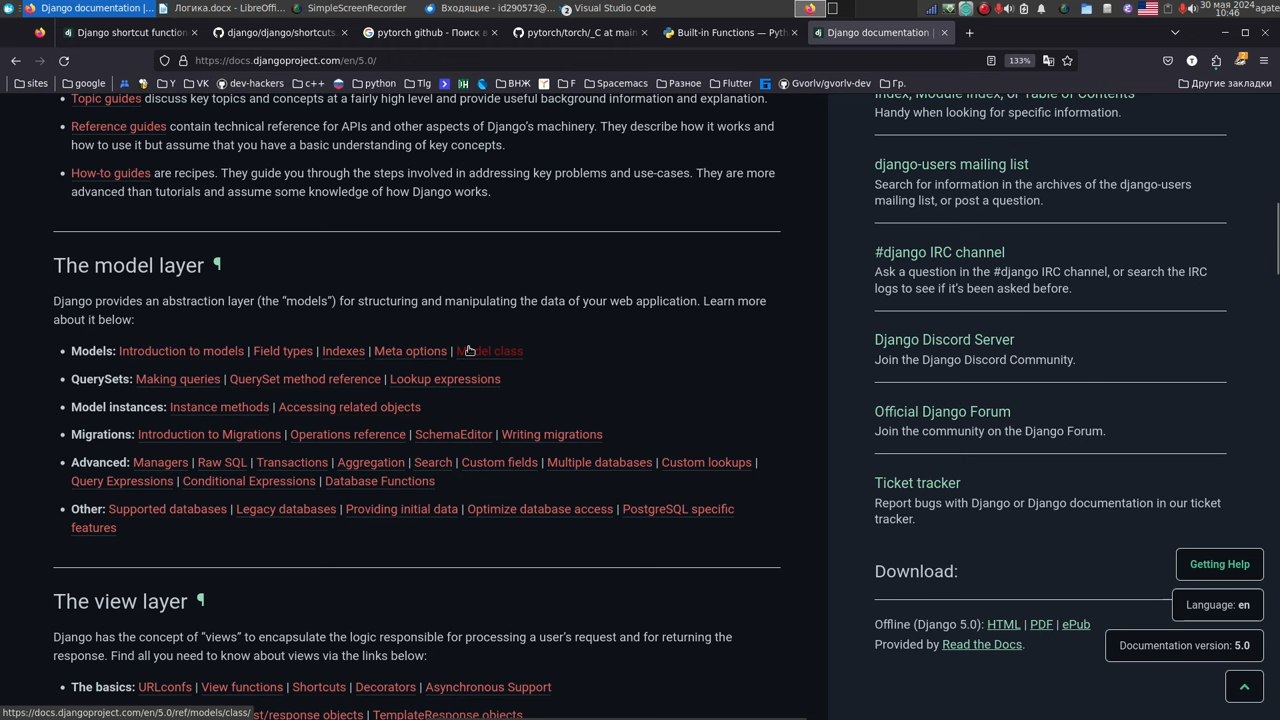 Django documentation |
Логика.docx - LibreOffi...
SimpleScreenRecorder
Входящие - id290573@...
2 Visual Studio Code
30 мая 2024
10:46
agate
Django shortcut function
django/django/shortcuts.
pytorch github - Поиск в
pytorch/torch/_C at main
Built-in Functions — Pyth
Django documentation |
https://docs.djangoproject.com/en/5.0/
133%
sites
google
Y
VK
dev-hackers
c++
python
Tlg
ВНЖ
F
Spacemacs
Разное
Flutter
Gvorlv/gvorlv-dev
Гр.
Другие закладки
Topic guides discuss key topics and concepts at a fairly high level and provide useful background information and explanation.
Reference guides contain technical reference for APIs and other aspects of Django’s machinery. They describe how it works and
how to use it but assume that you have a basic understanding of key concepts.
How-to guides are recipes. They guide you through the steps involved in addressing key problems and use-cases. They are more
advanced than tutorials and assume some knowledge of how Django works.
The model layer ¶
Django provides an abstraction layer (the “models”) for structuring and manipulating the data of your web application. Learn more
about it below:
Models: Introduction to models | Field types | Indexes | Meta options | Model class
QuerySets: Making queries | QuerySet method reference | Lookup expressions
Model instances: Instance methods | Accessing related objects
Migrations: Introduction to Migrations | Operations reference | SchemaEditor | Writing migrations
Advanced: Managers | Raw SQL | Transactions | Aggregation | Search | Custom fields | Multiple databases | Custom lookups |
Query Expressions | Conditional Expressions | Database Functions
Other: Supported databases | Legacy databases | Providing initial data | Optimize database access | PostgreSQL specific
features
The view layer ¶
Django has the concept of “views” to encapsulate the logic responsible for processing a user’s request and for returning the
response. Find all you need to know about views via the links below:
The basics: URLconfs | View functions | Shortcuts | Decorators | Asynchronous Support
st/response objects | TemplateResponse objects
https://docs.djangoproject.com/en/5.0/ref/models/class/
Index, Module Index, or Table of Contents
Handy when looking for specific information.
django-users mailing list
Search for information in the archives of the django-users
mailing list, or post a question.
#django IRC channel
Ask a question in the #django IRC channel, or search the IRC
logs to see if it’s been asked before.
Django Discord Server
Join the Django Discord Community.
Official Django Forum
Join the community on the Django Forum.
Ticket tracker
Report bugs with Django or Django documentation in our ticket
tracker.
Download:
Offline (Django 5.0): HTML | PDF | ePub
Provided by Read the Docs.
Getting Help
Language: en
Documentation version: 5.0